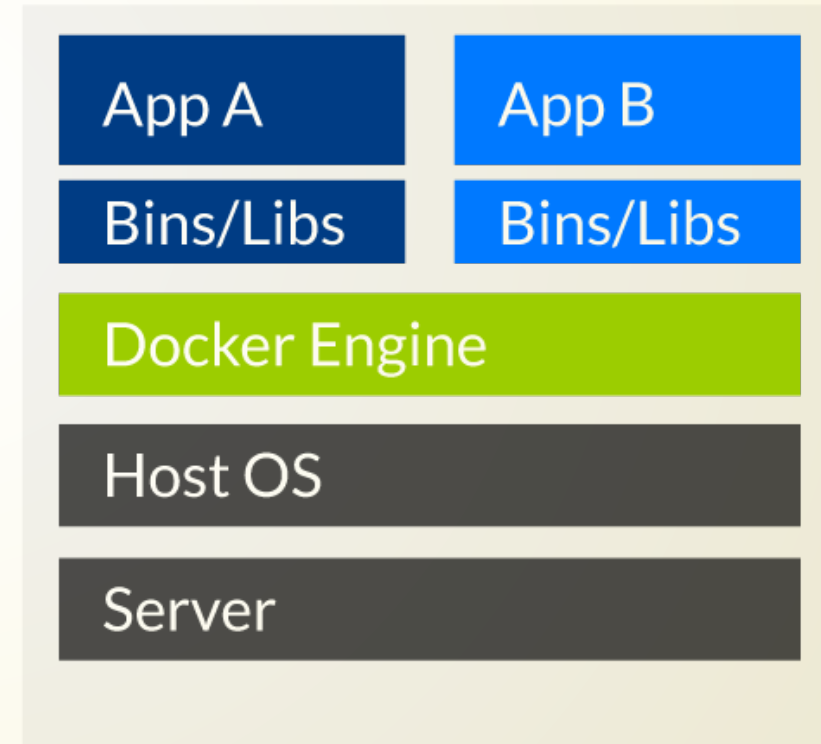 App A
App B
Bins/Libs
Bins/Libs
Docker Engine
Host OS
Server